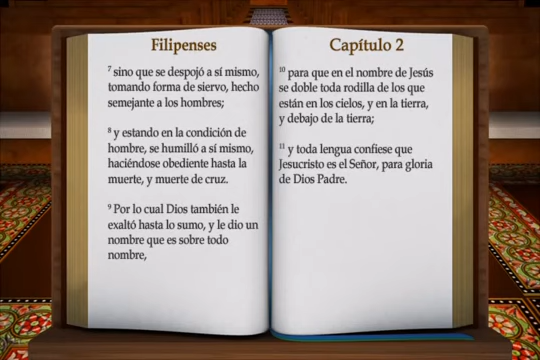 Filipenses
⁷ sino que se despojó a sí mismo,
tomando forma de siervo, hecho
semejante a los hombres;
⁸ y estando en la condición de
hombre, se humilló a sí mismo,
haciéndose obediente hasta la
muerte, y muerte de cruz.
⁹ Por lo cual Dios también le
exaltó hasta lo sumo, y le dio un
nombre que es sobre todo
nombre,
Capítulo 2
¹⁰ para que en el nombre de Jesús
se doble toda rodilla de los que
están en los cielos, y en la tierra,
y debajo de la tierra;
¹¹ y toda lengua confiese que
Jesucristo es el Señor, para gloria
de Dios Padre.